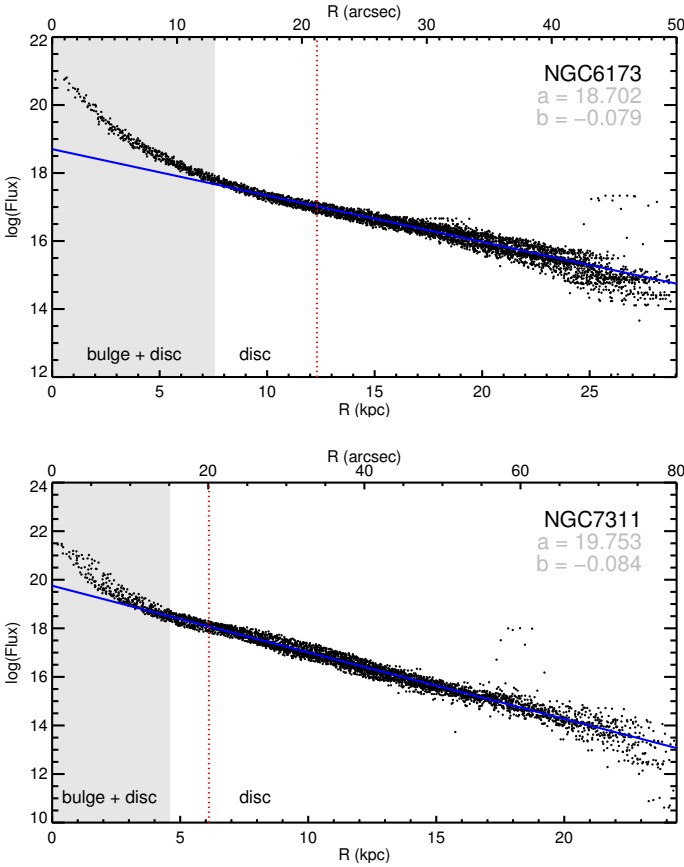 R (arcsec)
0 10 20 30 40 50
22
20
18
16
14
12
log(Flux)
NGC6173
a = 18.702
b = −0.079
bulge + disc disc
0 5 10 15 20 25
R (kpc)
R (arcsec)
0 20 40 60 80
24
22
20
18
16
14
12
10
log(Flux)
NGC7311
a = 19.753
b = −0.084
bulge + disc disc
0 5 10 15 20
R (kpc)